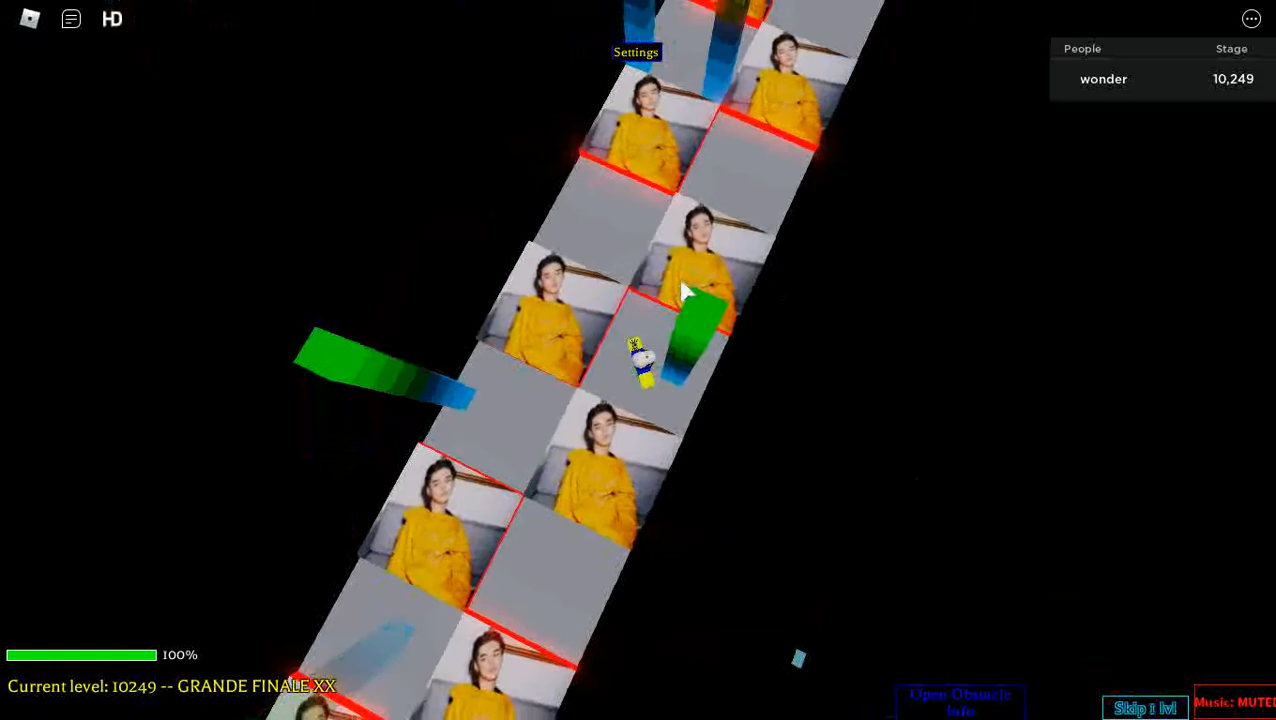 HD
Settings
People Stage
wonder 10,249
100%
Current level: 10249 -- GRANDE FINALE XX
Open Obstacle
Info
Skip 1 lvl
Music: MUTE